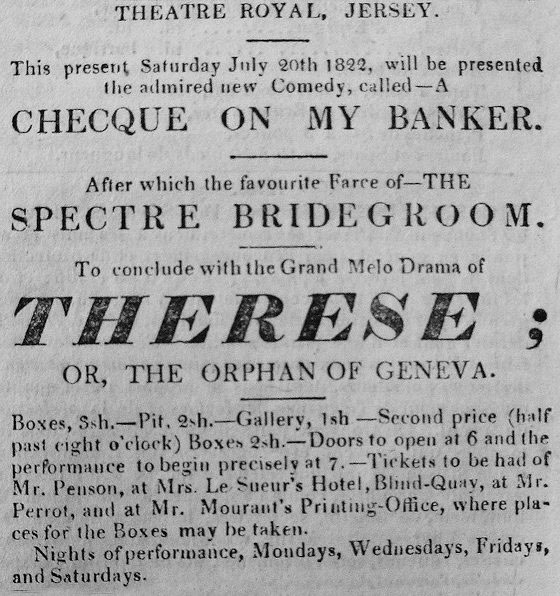 THEATRE ROYAL, JERSEY.
This present, Saturday July 20th 1822, will be presented
the admired new Comedy, called—A
CHECQUE ON MY BANKER.
After which the favourite Farce of—THE
SPECTRE BRIDEGROOM.
To conclude with the Grand Melo Drama of
THERESE ;
OR, THE ORPHAN OF GENEVA.
Boxes, 3sh.—Pit, 2sh.—Gallery, 1sh —Second price (half
past eight o'clock) Boxes 2sh.—Doors to open at 6 and the
performance to begin precisely at 7.—Tickets to be had of
Mr. Penson, at Mrs. Le Sueur's Hotel, Blind-Quay, at Mr.
Perrot, and at Mr. Mourant's Printing-Office, where pla-
ces for the Boxes may be taken.
Nights of performance, Mondays, Wednesdays, Fridays,
and Saturdays.